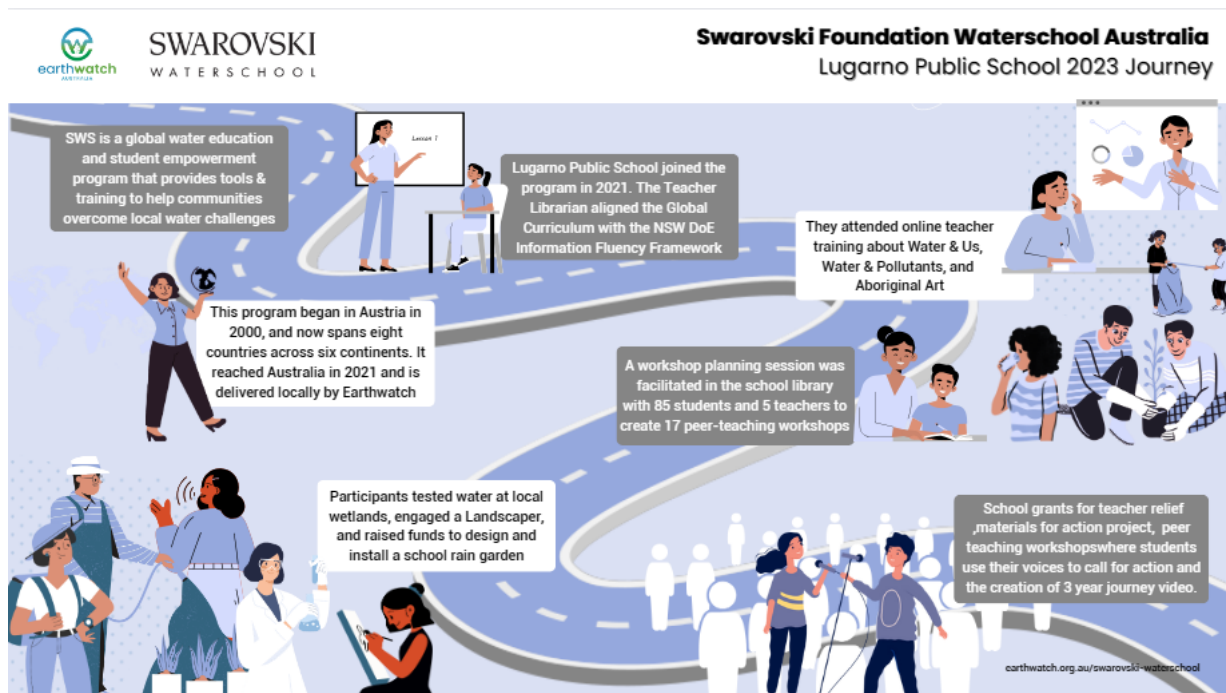 earthwatch
AUSTRALIA
SWAROVSKI
WATERSCHOOL
Swarovski Foundation Waterschool Australia
Lugarno Public School 2023 Journey
SWS is a global water education
and student empowerment
program that provides tools &
training to help communities
overcome local water challenges
Lesson 1
Lugarno Public School joined the
program in 2021. The Teacher
Librarian aligned the Global
Curriculum with the NSW DoE
Information Fluency Framework
They attended online teacher
training about Water & Us,
Water & Pollutants, and
Aboriginal Art
This program began in Austria in
2000, and now spans eight
countries across six continents. It
reached Australia in 2021 and is
delivered locally by Earthwatch
A workshop planning session was
facilitated in the school library
with 85 students and 5 teachers to
create 17 peer-teaching workshops
Participants tested water at local
wetlands, engaged a Landscaper,
and raised funds to design and
install a school rain garden
School grants for teacher relief
,materials for action project, peer
teaching workshopswhere students
use their voices to call for action and
the creation of 3 year journey video.
earthwatch.org.au/swarovski-waterschool